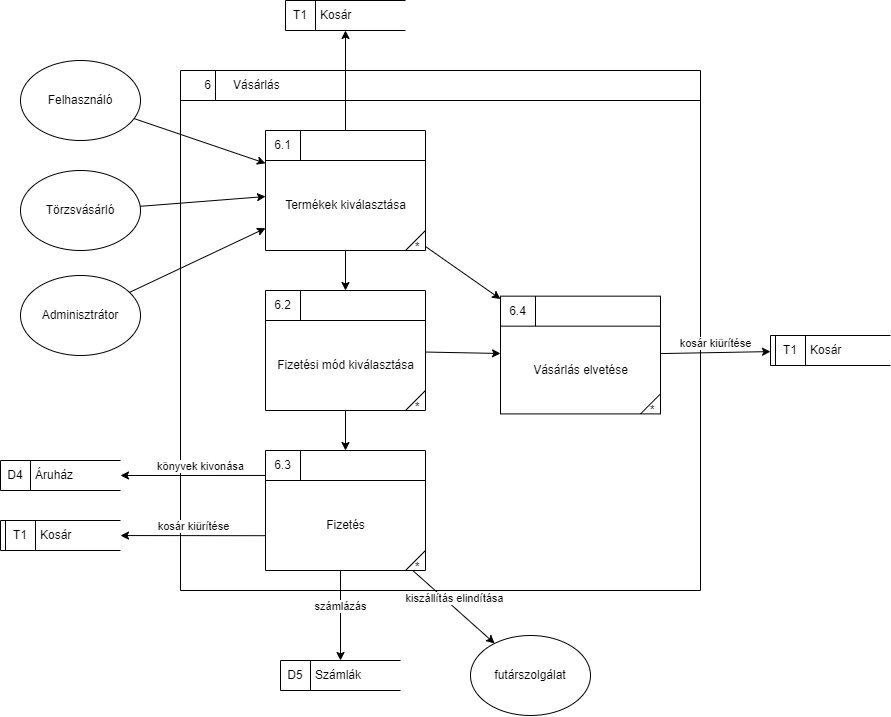 T1 Kosár
6 Vásárlás
Felhasználó
6.1
Törzsvásárló
Termékek kiválasztása
*
Adminisztrátor
6.2
6.4
Fizetési mód kiválasztása
Vásárlás elvetése
kosár kiürítése
T1 Kosár
*
*
6.3
D4 Áruház
könyvek kivonása
T1 Kosár
kosár kiürítése
Fizetés
*
számlázás
kiszállítás elindítása
D5 Számlák
futárszolgálat